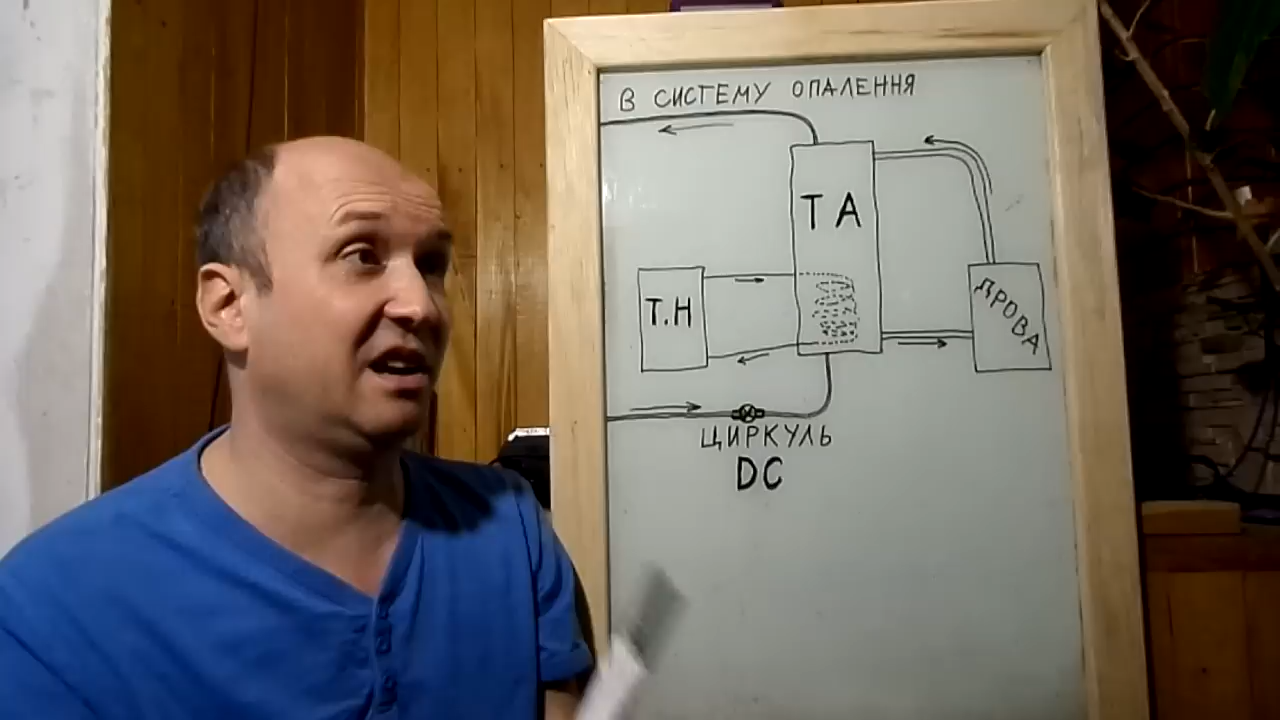 В СИСТЕМУ ОПАЛЕННЯ
ТА
Т.Н
ДРОВА
ЦИРКУЛЬ
DC